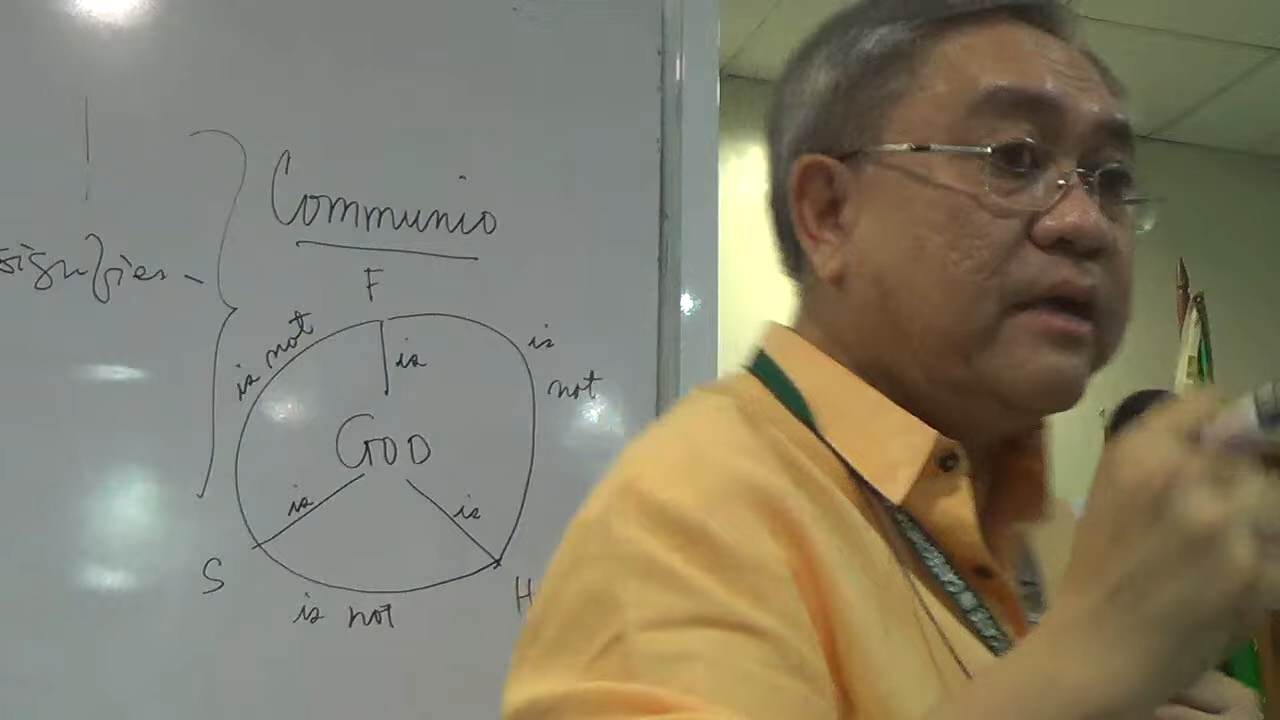 Communio
signifies -
F
is not
is
is
not
GOD
is
is
S
H
is not